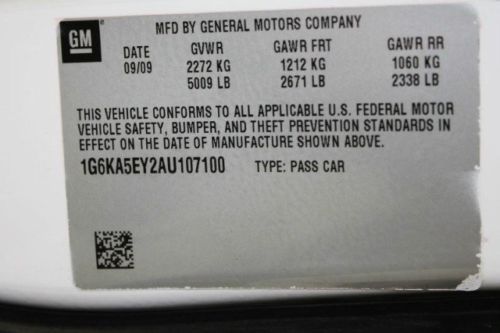 GM
MFD BY GENERAL MOTORS COMPANY
DATE GVWR GAWR FRT GAWR RR
09/09 2272 KG 1212 KG 1060 KG
5009 LB 2671 LB 2338 LB
THIS VEHICLE CONFORMS TO ALL APPLICABLE U.S. FEDERAL MOTOR
VEHICLE SAFETY, BUMPER, AND THEFT PREVENTION STANDARDS IN
EFFECT ON THE DATE OF MANUFACTURE SHOWN ABOVE.
1G6KA5EY2AU107100 TYPE: PASS CAR